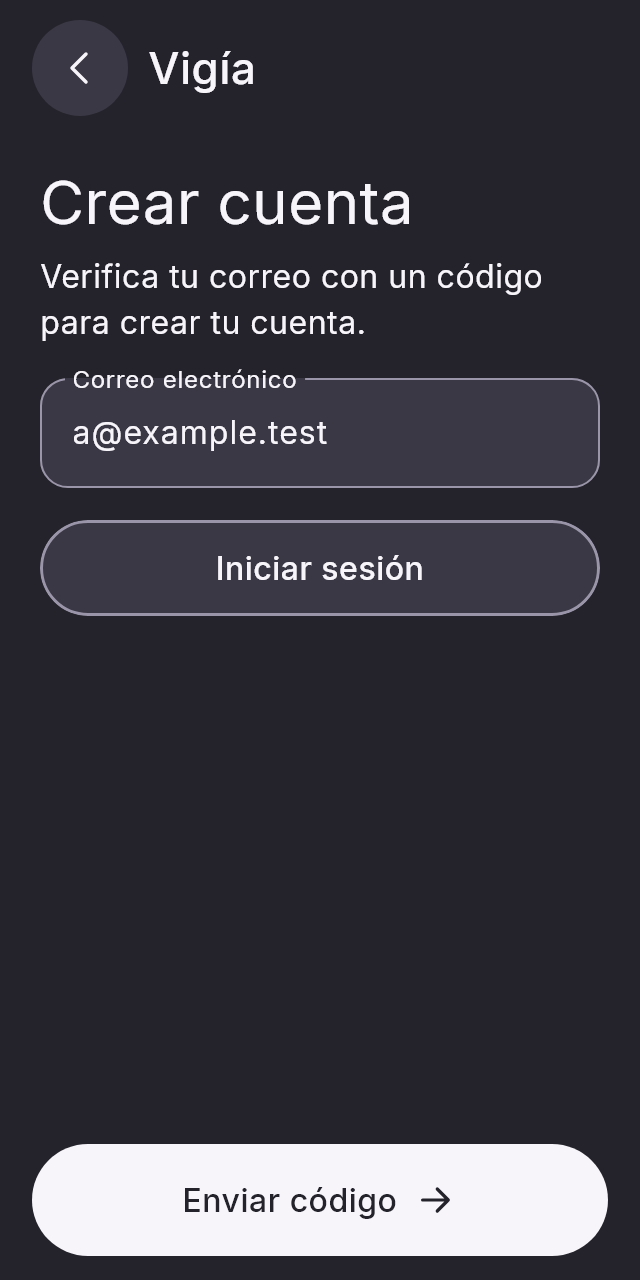 Vigía
Crear cuenta
Verifica tu correo con un código
para crear tu cuenta.
Correo electrónico
a@example.test
Iniciar sesión
Enviar código